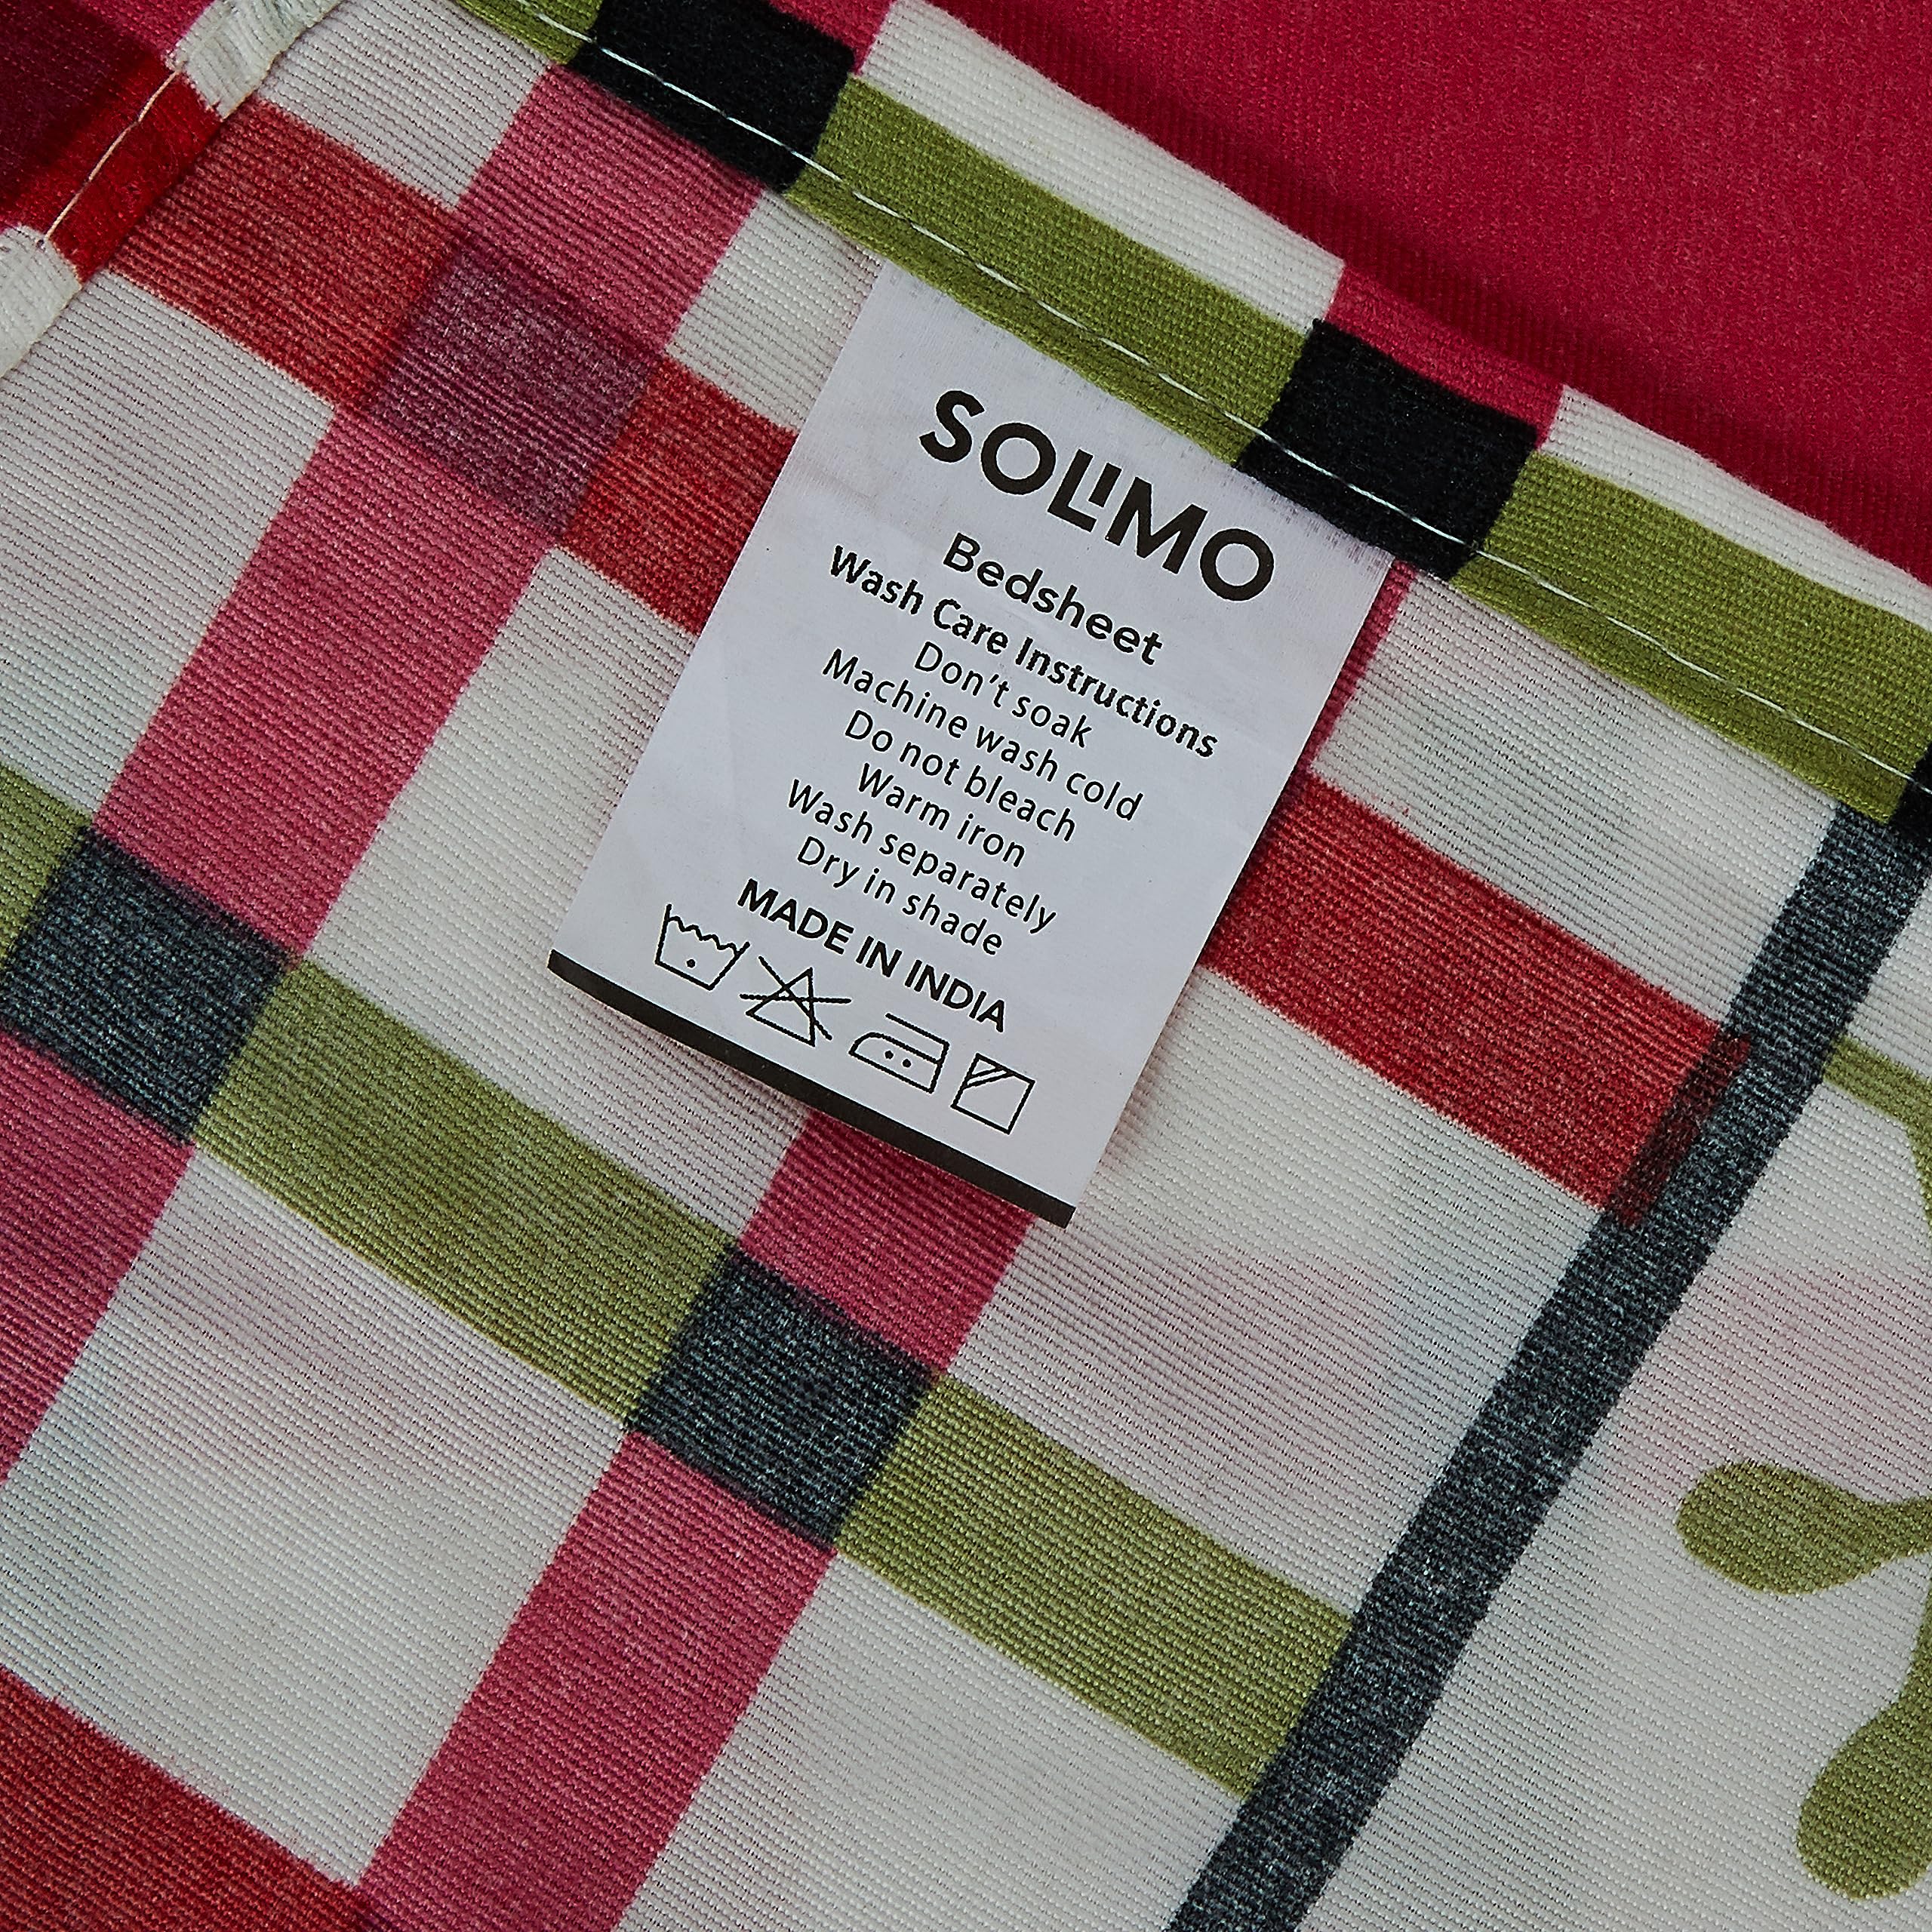 SOLIMO
Bedsheet
Wash Care Instructions
Don't soak
Machine wash cold
Do not bleach
Warm iron
Wash separately
Dry in shade
MADE IN INDIA